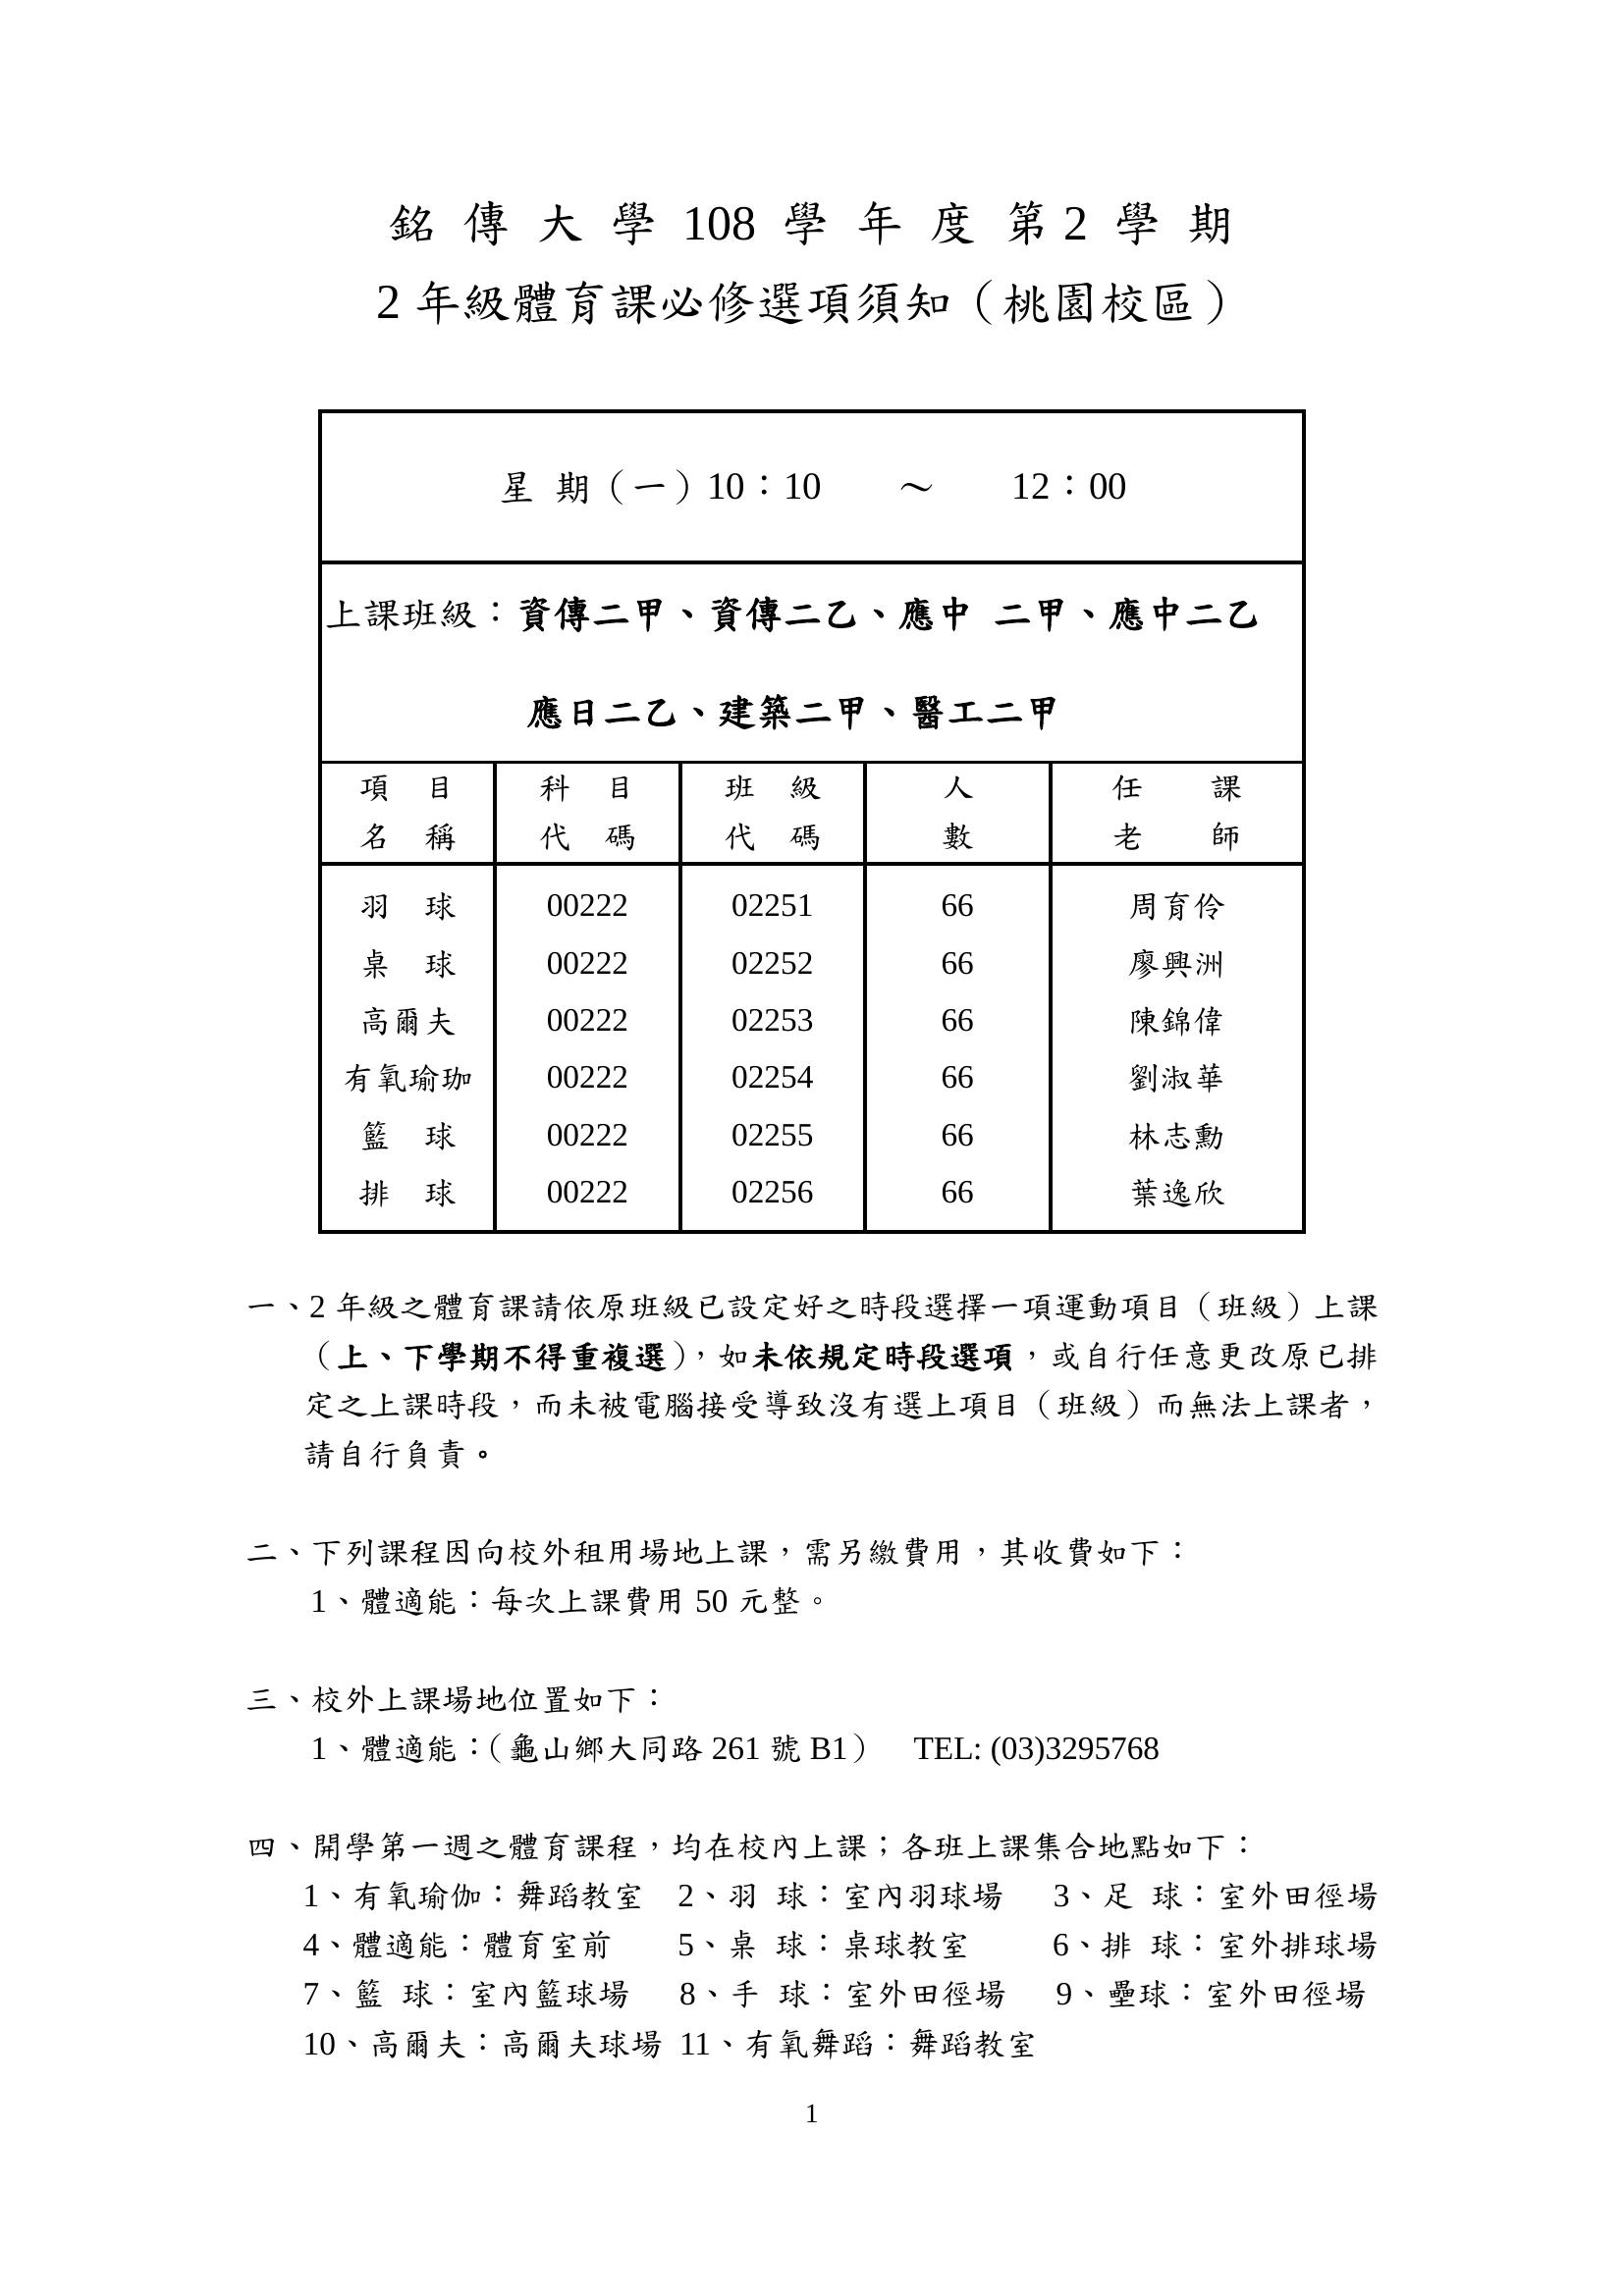 銘 傳 大 學 108 學 年 度 第2 學 期
2 年級體育課必修選項須知（桃園校區）
星 期（一）10：10 ～ 12：00
上課班級：資傳二甲、資傳二乙、應中 二甲、應中二乙
應日二乙、建築二甲、醫工二甲
項 目 科 目 班 級 人 任 課
名 稱 代 碼 代 碼 數 老 師
羽 球 00222 02251 66 周育伶
桌 球 00222 02252 66 廖興洲
高爾夫 00222 02253 66 陳錦偉
有氧瑜珈 00222 02254 66 劉淑華
籃 球 00222 02255 66 林志勳
排 球 00222 02256 66 葉逸欣
一、2 年級之體育課請依原班級已設定好之時段選擇一項運動項目（班級）上課
（上、下學期不得重複選），如未依規定時段選項，或自行任意更改原已排
定之上課時段，而未被電腦接受導致沒有選上項目（班級）而無法上課者，
請自行負責。
二、下列課程因向校外租用場地上課，需另繳費用，其收費如下：
1、體適能：每次上課費用 50 元整。
三、校外上課場地位置如下：
1、體適能：（龜山鄉大同路 261 號 B1） TEL: (03)3295768
四、開學第一週之體育課程，均在校內上課；各班上課集合地點如下：
1、有氧瑜伽：舞蹈教室 2、羽 球：室內羽球場 3、足 球：室外田徑場
4、體適能：體育室前 5、桌 球：桌球教室 6、排 球：室外排球場
7、籃 球：室內籃球場 8、手 球：室外田徑場 9、壘球：室外田徑場
10、高爾夫：高爾夫球場 11、有氧舞蹈：舞蹈教室
1